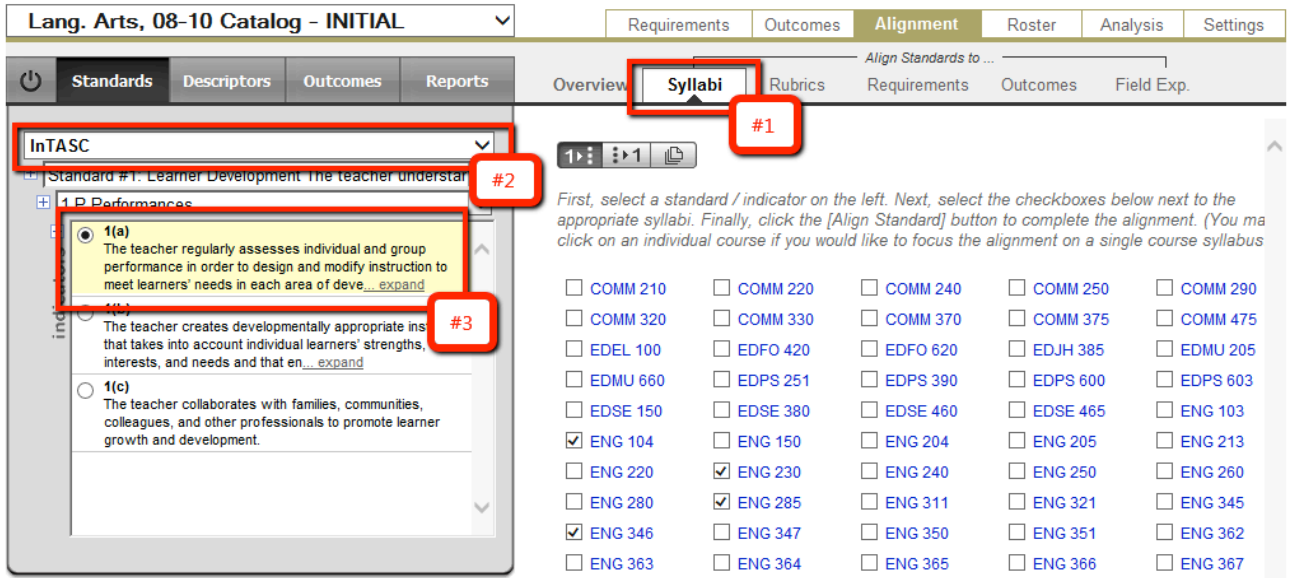 Lang. Arts, 08-10 Catalog - INITIAL
Requirements Outcomes Alignment Roster Analysis Settings
Standards Descriptors Outcomes Reports
Align Standards to ...
Overview Syllabi Rubrics Requirements Outcomes Field Exp.
#1
InTASC
#2
Standard #1: Learner Development The teacher understan
1.P Performances
indicators
1(a)
The teacher regularly assesses individual and group
performance in order to design and modify instruction to
meet learners' needs in each area of deve... expand
#3
1(b)
The teacher creates developmentally appropriate ins
that takes into account individual learners' strengths,
interests, and needs and that en... expand
1(c)
The teacher collaborates with families, communities,
colleagues, and other professionals to promote learner
growth and development.
1 1
First, select a standard / indicator on the left. Next, select the checkboxes below next to the
appropriate syllabi. Finally, click the [Align Standard] button to complete the alignment. (You ma
click on an individual course if you would like to focus the alignment on a single course syllabus
COMM 210 COMM 220 COMM 240 COMM 250 COMM 290
COMM 320 COMM 330 COMM 370 COMM 375 COMM 475
EDEL 100 EDFO 420 EDFO 620 EDJH 385 EDMU 205
EDMU 660 EDPS 251 EDPS 390 EDPS 600 EDPS 603
EDSE 150 EDSE 380 EDSE 460 EDSE 465 ENG 103
ENG 104 ENG 150 ENG 204 ENG 205 ENG 213
ENG 220 ENG 230 ENG 240 ENG 250 ENG 260
ENG 280 ENG 285 ENG 311 ENG 321 ENG 345
ENG 346 ENG 347 ENG 350 ENG 351 ENG 362
ENG 363 ENG 364 ENG 365 ENG 366 ENG 367